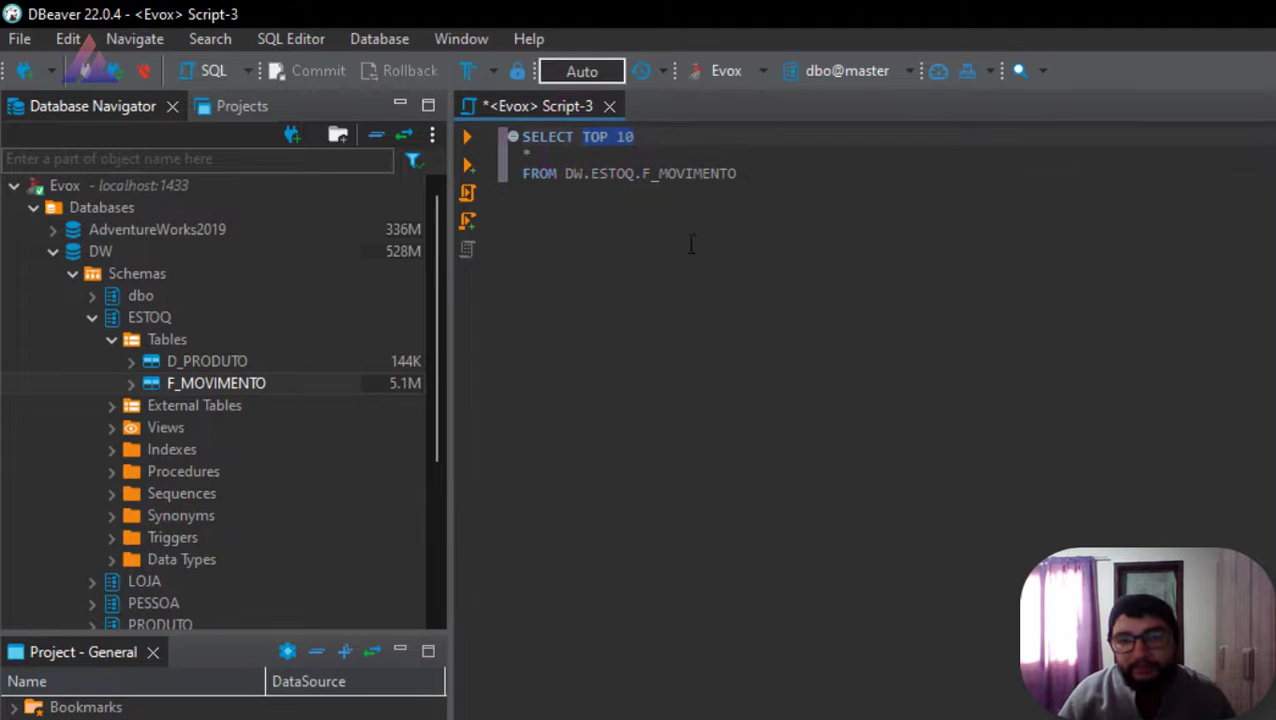 DBeaver 22.0.4 - <Evox> Script-3
File Edit Navigate Search SQL Editor Database Window Help
SQL Commit Rollback Auto Evox dbo@master
Database Navigator Projects
*<Evox> Script-3
Enter a part of object name here
SELECT TOP 10
*
FROM DW.ESTOQ.F_MOVIMENTO
Evox - localhost:1433
Databases
AdventureWorks2019 336M
DW 528M
Schemas
dbo
ESTOQ
Tables
D_PRODUTO 144K
F_MOVIMENTO 5.1M
External Tables
Views
Indexes
Procedures
Sequences
Synonyms
Triggers
Data Types
LOJA
PESSOA
PRODUTO
Project - General
Name DataSource
Bookmarks